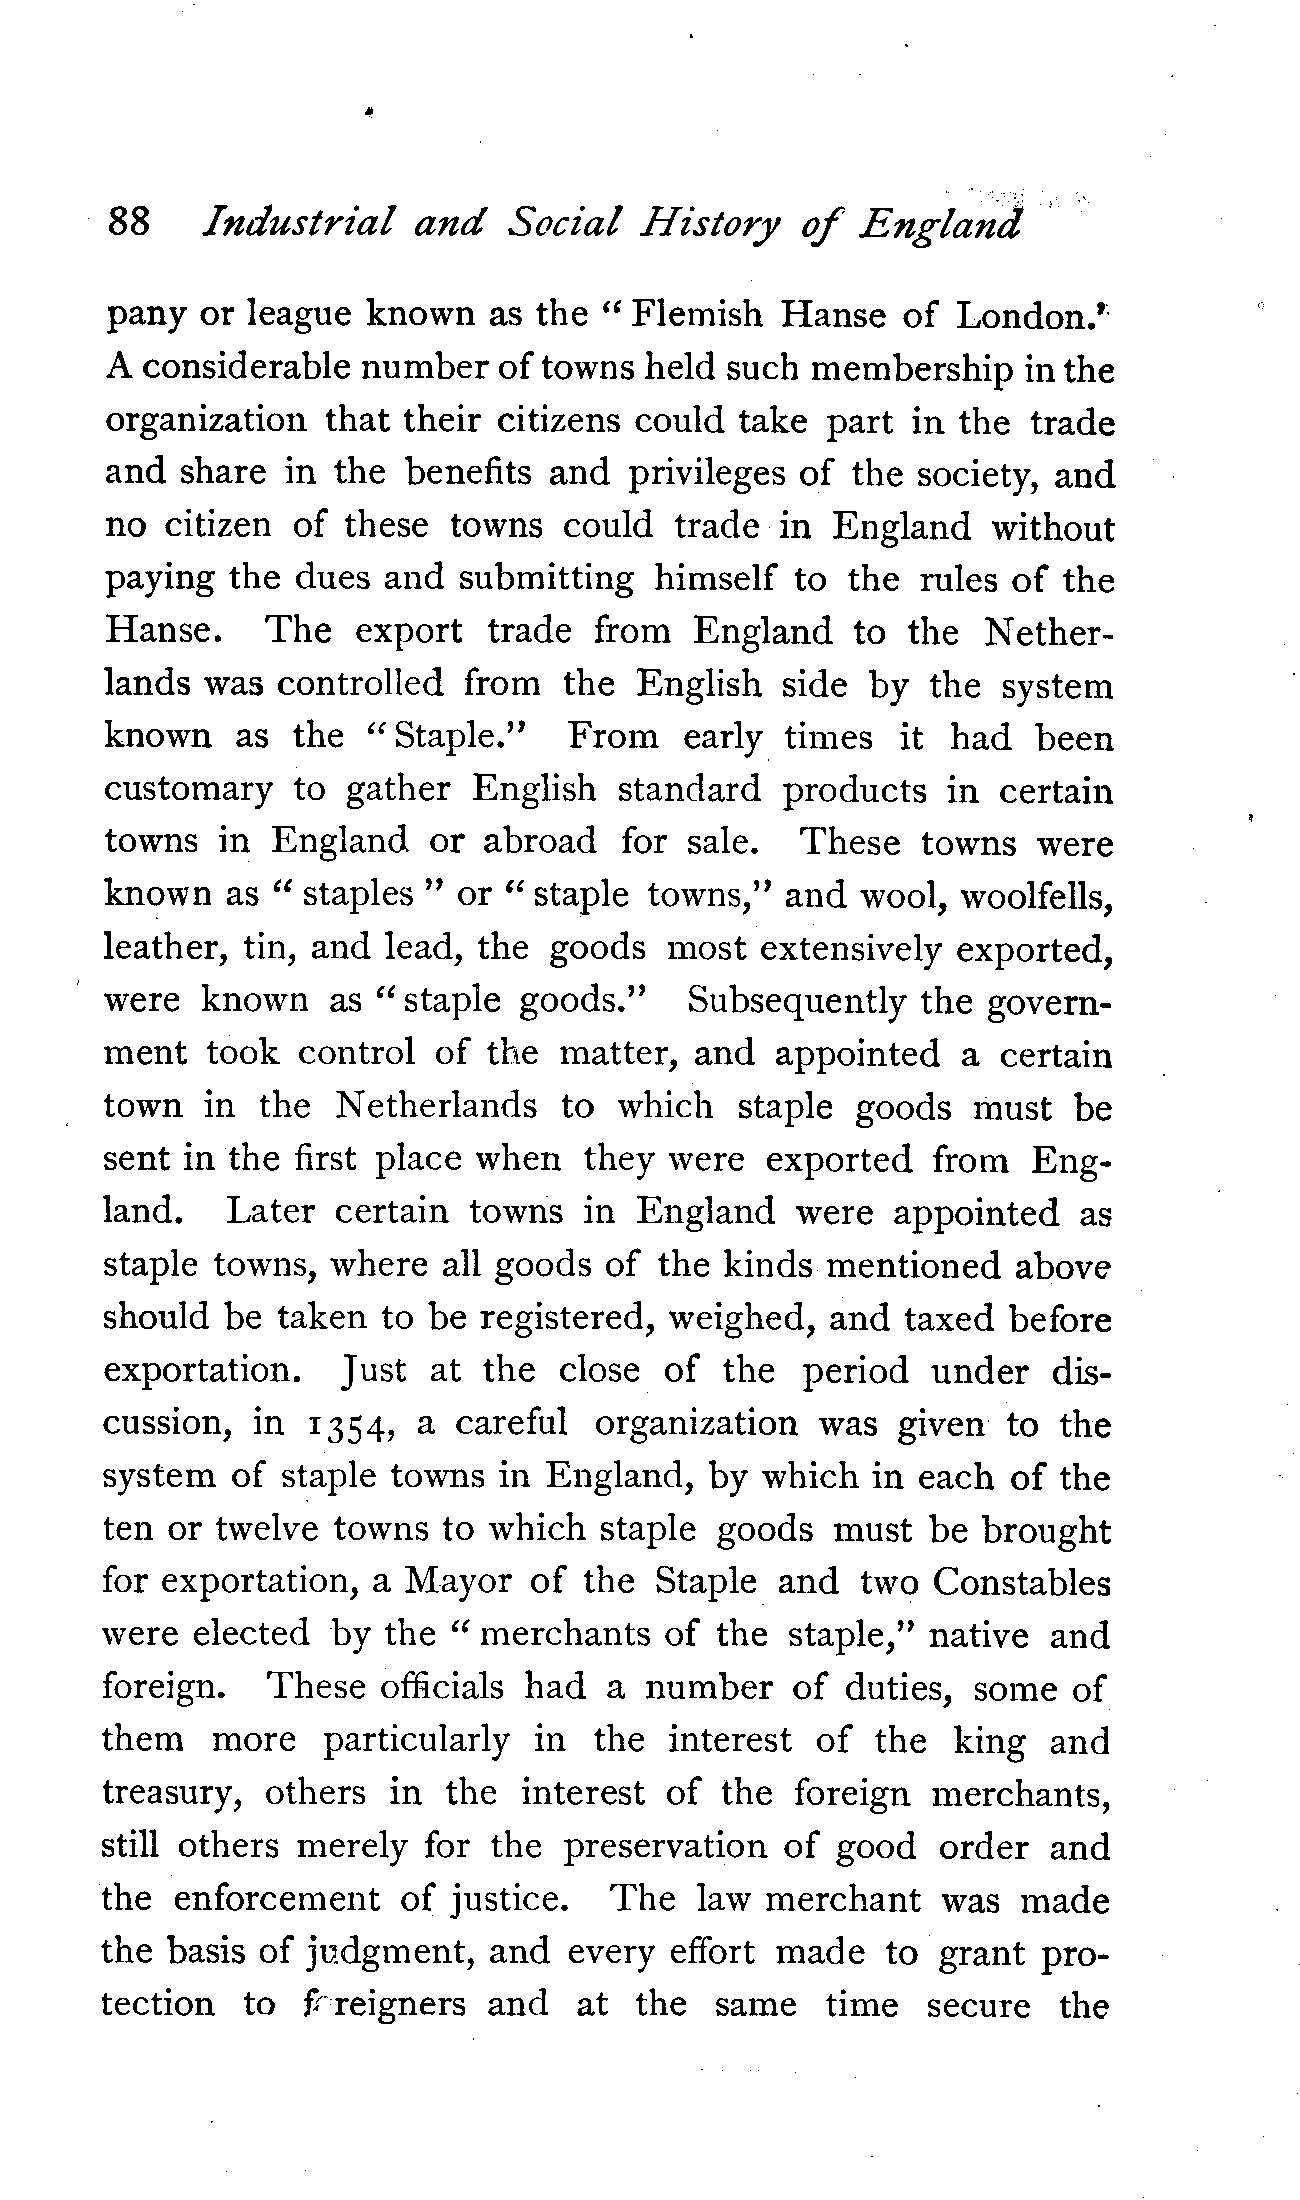 88 Industrial and Social History of England
pany or league known as the “ Flemish Hanse of London.’
A considerable number of towns held such membership in the
organization that their citizens could take part in the trade
and share in the benefits and privileges of the society, and
no citizen of these towns could trade in England without
paying the dues and submitting himself to the rules of the
Hanse. The export trade from England to the Nether-
lands was controlled from the English side by the system
known as the “ Staple.” From early times it had been
customary to gather English standard products in certain
towns in England or abroad for sale. These towns were
known as “ staples ” or “ staple towns,” and wool, woolfells,
leather, tin, and lead, the goods most extensively exported,
were known as “ staple goods.” Subsequently the govern-
ment took control of the matter, and appointed a certain
town in the Netherlands to which staple goods must be
sent in the first place when they were exported from Eng-
land. Later certain towns in England were appointed as
staple towns, where all goods of the kinds mentioned above
should be taken to be registered, weighed, and taxed before
exportation. Just at the close of the period under dis-
cussion, in 1354, a careful organization was given to the
system of staple towns in England, by which in each of the
ten or twelve towns to which staple goods must be brought
for exportation, a Mayor of the Staple and two Constables
were elected by the “ merchants of the staple,” native and
foreign. These officials had a number of duties, some of
them more particularly in the interest of the king and
treasury, others in the interest of the foreign merchants,
still others merely for the preservation of good order and
the enforcement of justice. The law merchant was made
the basis of judgment, and every effort made to grant pro-
tection to foreigners and at the same time secure the